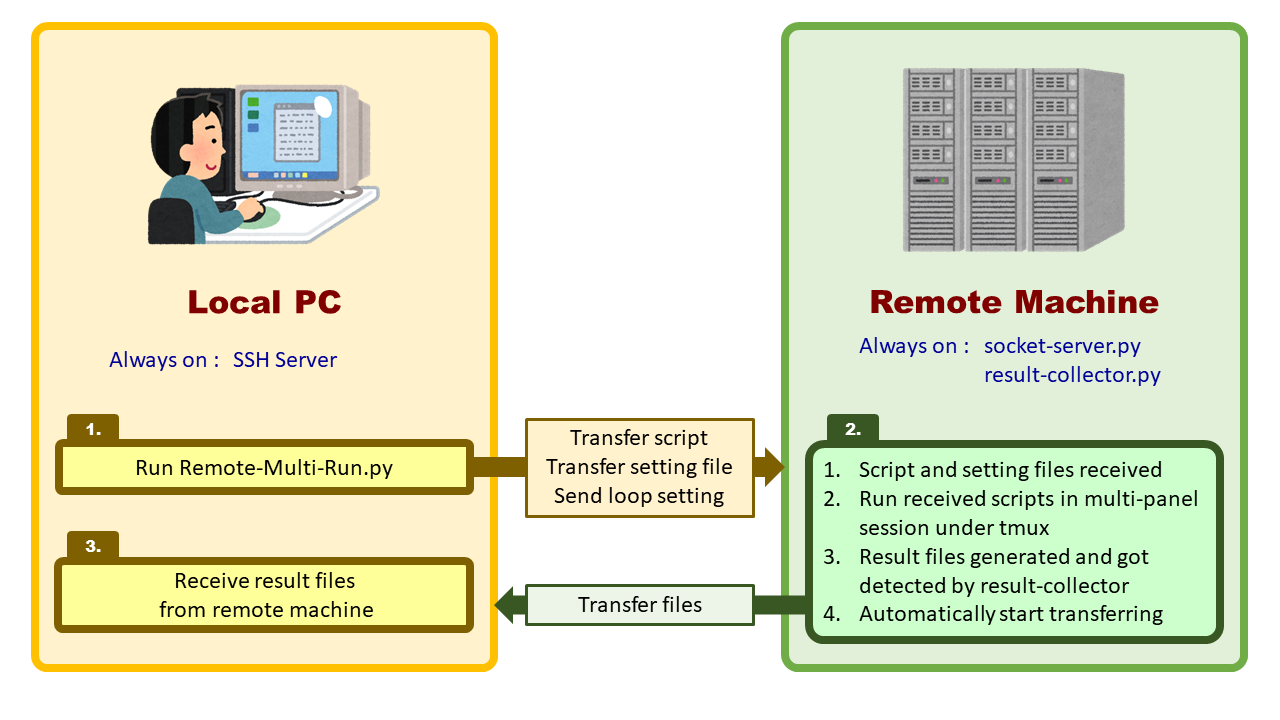 Local PC
Always on : SSH Server
1.
Run Remote-Multi-Run.py
3.
Receive result files
from remote machine
Transfer script
Transfer setting file
Send loop setting
Transfer files
Remote Machine
Always on : socket-server.py
result-collector.py
2.
1. Script and setting files received
2. Run received scripts in multi-panel
session under tmux
3. Result files generated and got
detected by result-collector
4. Automatically start transferring